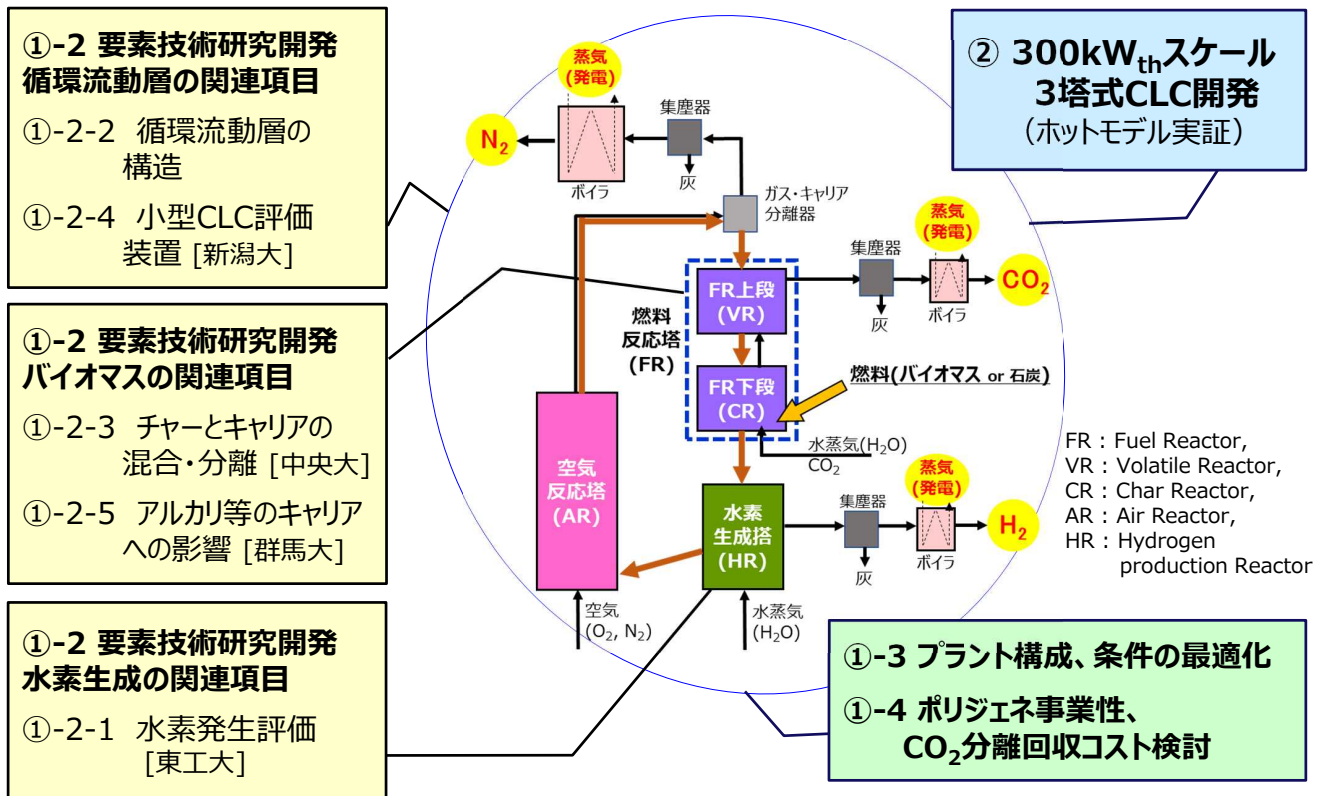 ①-2 要素技術研究開発
循環流動層の関連項目
①-2-2 循環流動層の
構造
①-2-4 小型CLC評価
装置 [新潟大]
①-2 要素技術研究開発
バイオマスの関連項目
①-2-3 チャーとキャリアの
混合・分離 [中央大]
①-2-5 アルカリ等のキャリア
への影響 [群馬大]
①-2 要素技術研究開発
水素生成の関連項目
①-2-1 水素発生評価
[東工大]
蒸気
(発電)
集塵器
N₂
ボイラ
灰
ガス・キャリア
分離器
蒸気
(発電)
集塵器
CO₂
灰
ボイラ
燃料
反応塔
(FR)
FR上段
(VR)
FR下段
(CR)
燃料(バイオマス or 石炭)
水蒸気(H₂O)
CO₂
空気
反応塔
(AR)
水素
生成搭
(HR)
蒸気
(発電)
集塵器
H₂
灰
ボイラ
空気
(O₂, N₂)
水蒸気
(H₂O)
② 300kWthスケール
3塔式CLC開発
(ホットモデル実証)
FR : Fuel Reactor,
VR : Volatile Reactor,
CR : Char Reactor,
AR : Air Reactor,
HR : Hydrogen
production Reactor
①-3 プラント構成、条件の最適化
①-4 ポリジェネ事業性、
CO₂分離回収コスト検討